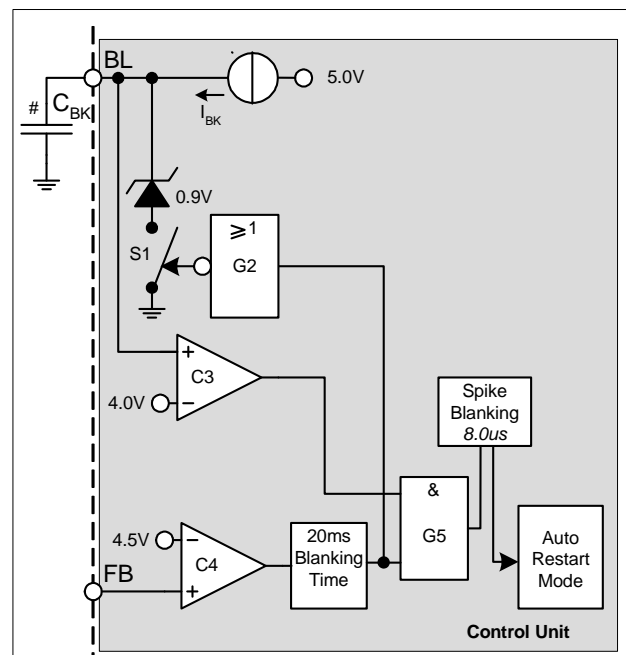 BL
5.0V
# C_BK
I_BK
0.9V
≥1
S1
G2
+
C3
4.0V
−
Spike
Blanking
8.0us
&
G5
4.5V
−
C4
20ms
Blanking
Time
Auto
Restart
Mode
FB
+
Control Unit